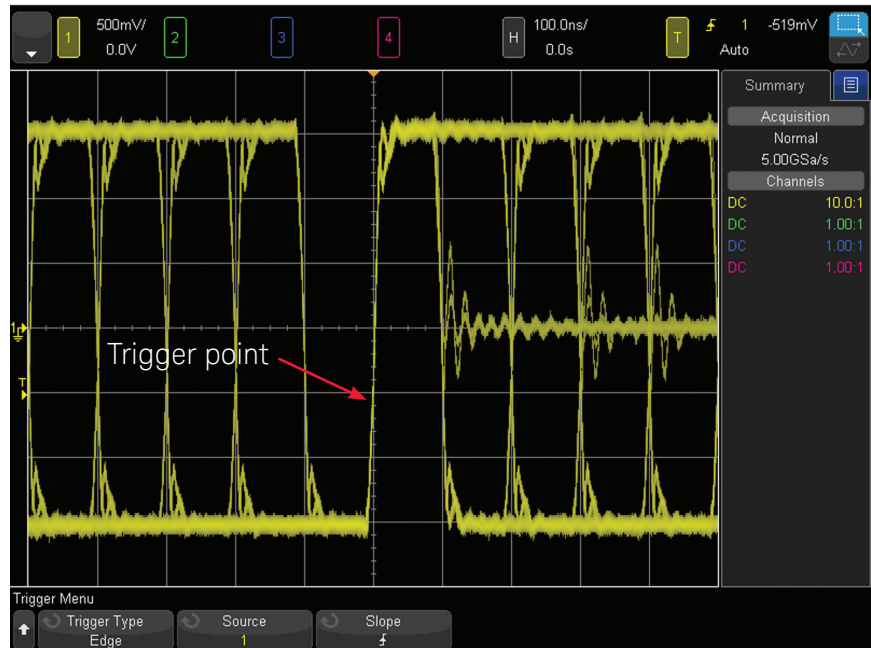 1
500mV/
0.0V
2
3
4
H
100.0ns/
0.0s
T
1
-519mV
Auto
Summary
Acquisition
Normal
5.00GSa/s
Channels
DC 10.0:1
DC 1.00:1
DC 1.00:1
DC 1.00:1
1
Trigger point
T
Trigger Menu
Trigger Type
Edge
Source
1
Slope